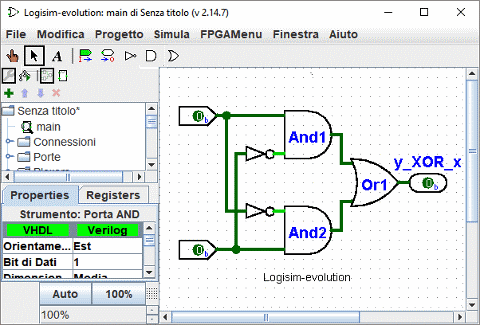 Logisim-evolution: main di Senza titolo (v 2.14.7)
File Modifica Progetto Simula FPGAMenu Finestra Aiuto
A
Senza titolo*
main
Connessioni
Porte
Properties Registers
Strumento: Porta AND
VHDL Verilog
Orientame... Est
Bit di Dati 1
Auto 100%
100%
0 b
And1
y_XOR_x
Or1
0 b
And2
0 b
Logisim-evolution